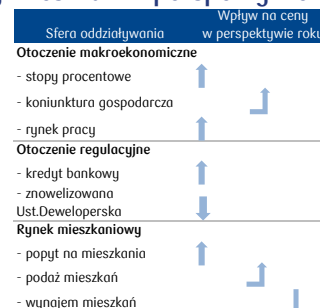 Sfera oddziaływania
Wpływ na ceny
w perspektywie roku
Otoczenie makroekonomiczne
- stopy procentowe
- koniunktura gospodarcza
- rynek pracy
Otoczenie regulacyjne
- kredyt bankowy
- znowelizowana
Ust.Deweloperska
Rynek mieszkaniowy
- popyt na mieszkania
- podaż mieszkań
- wynajem mieszkań